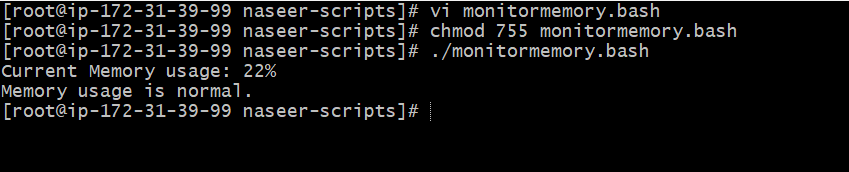 [root@ip-172-31-39-99 naseer-scripts]# vi monitormemory.bash
[root@ip-172-31-39-99 naseer-scripts]# chmod 755 monitormemory.bash
[root@ip-172-31-39-99 naseer-scripts]# ./monitormemory.bash
Current Memory usage: 22%
Memory usage is normal.
[root@ip-172-31-39-99 naseer-scripts]#